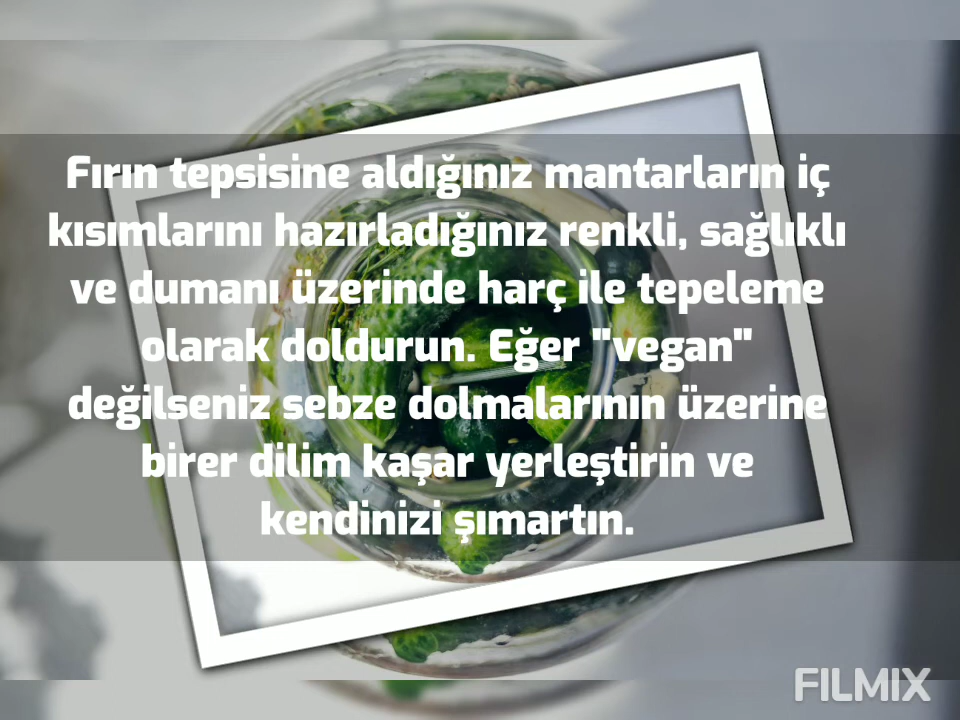 Fırın tepsisine aldığınız mantarların iç
kısımlarını hazırladığınız renkli, sağlıklı
ve dumanı üzerinde harç ile tepeleme
olarak doldurun. Eğer "vegan"
değilseniz sebze dolmalarının üzerine
birer dilim kaşar yerleştirin ve
kendinizi şımartın.
FILMIX